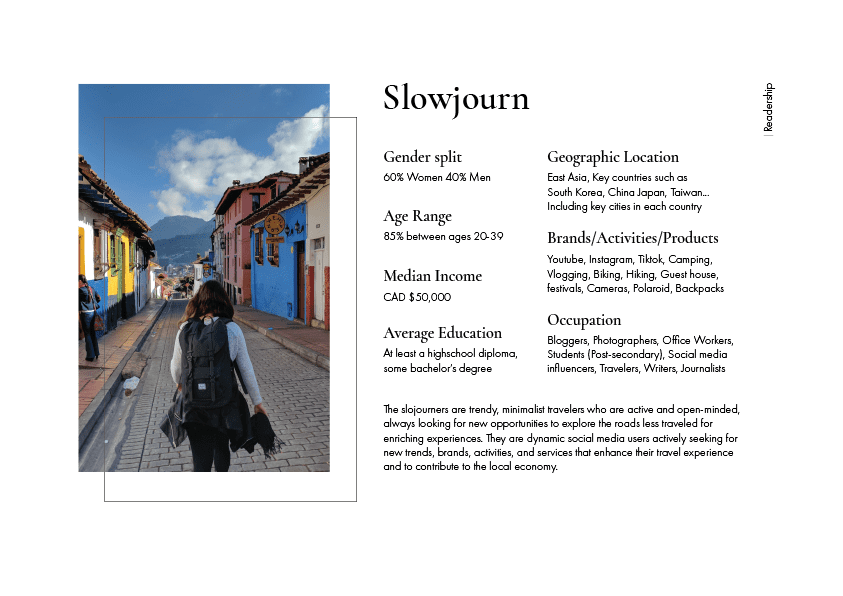 Slowjourn
Readership
Gender split
60% Women 40% Men
Age Range
85% between ages 20-39
Median Income
CAD $50,000
Average Education
At least a highschool diploma,
some bachelor's degree
Geographic Location
East Asia, Key countries such as
South Korea, China Japan, Taiwan...
Including key cities in each country
Brands/Activities/Products
Youtube, Instagram, Tiktok, Camping,
Vlogging, Biking, Hiking, Guest house,
festivals, Cameras, Polaroid, Backpacks
Occupation
Bloggers, Photographers, Office Workers,
Students (Post-secondary), Social media
influencers, Travelers, Writers, Journalists
The slojourners are trendy, minimalist travelers who are active and open-minded,
always looking for new opportunities to explore the roads less traveled for
enriching experiences. They are dynamic social media users actively seeking for
new trends, brands, activities, and services that enhance their travel experience
and to contribute to the local economy.